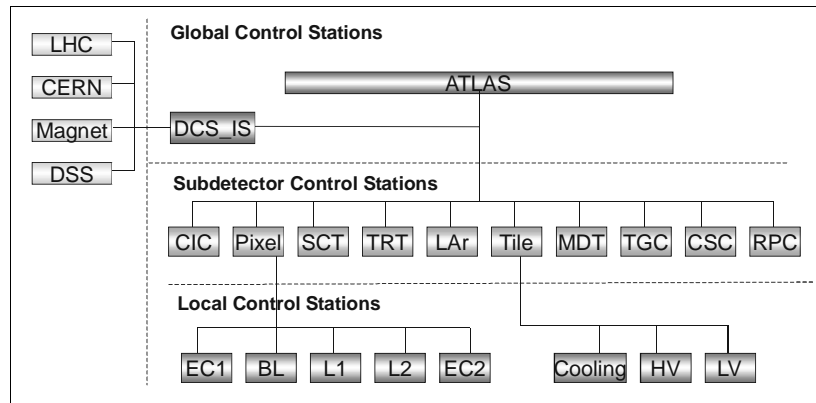 Global Control Stations
LHC
CERN
Magnet
DSS
ATLAS
DCS_IS
Subdetector Control Stations
CIC Pixel SCT TRT LAr Tile MDT TGC CSC RPC
Local Control Stations
EC1 BL L1 L2 EC2 Cooling HV LV